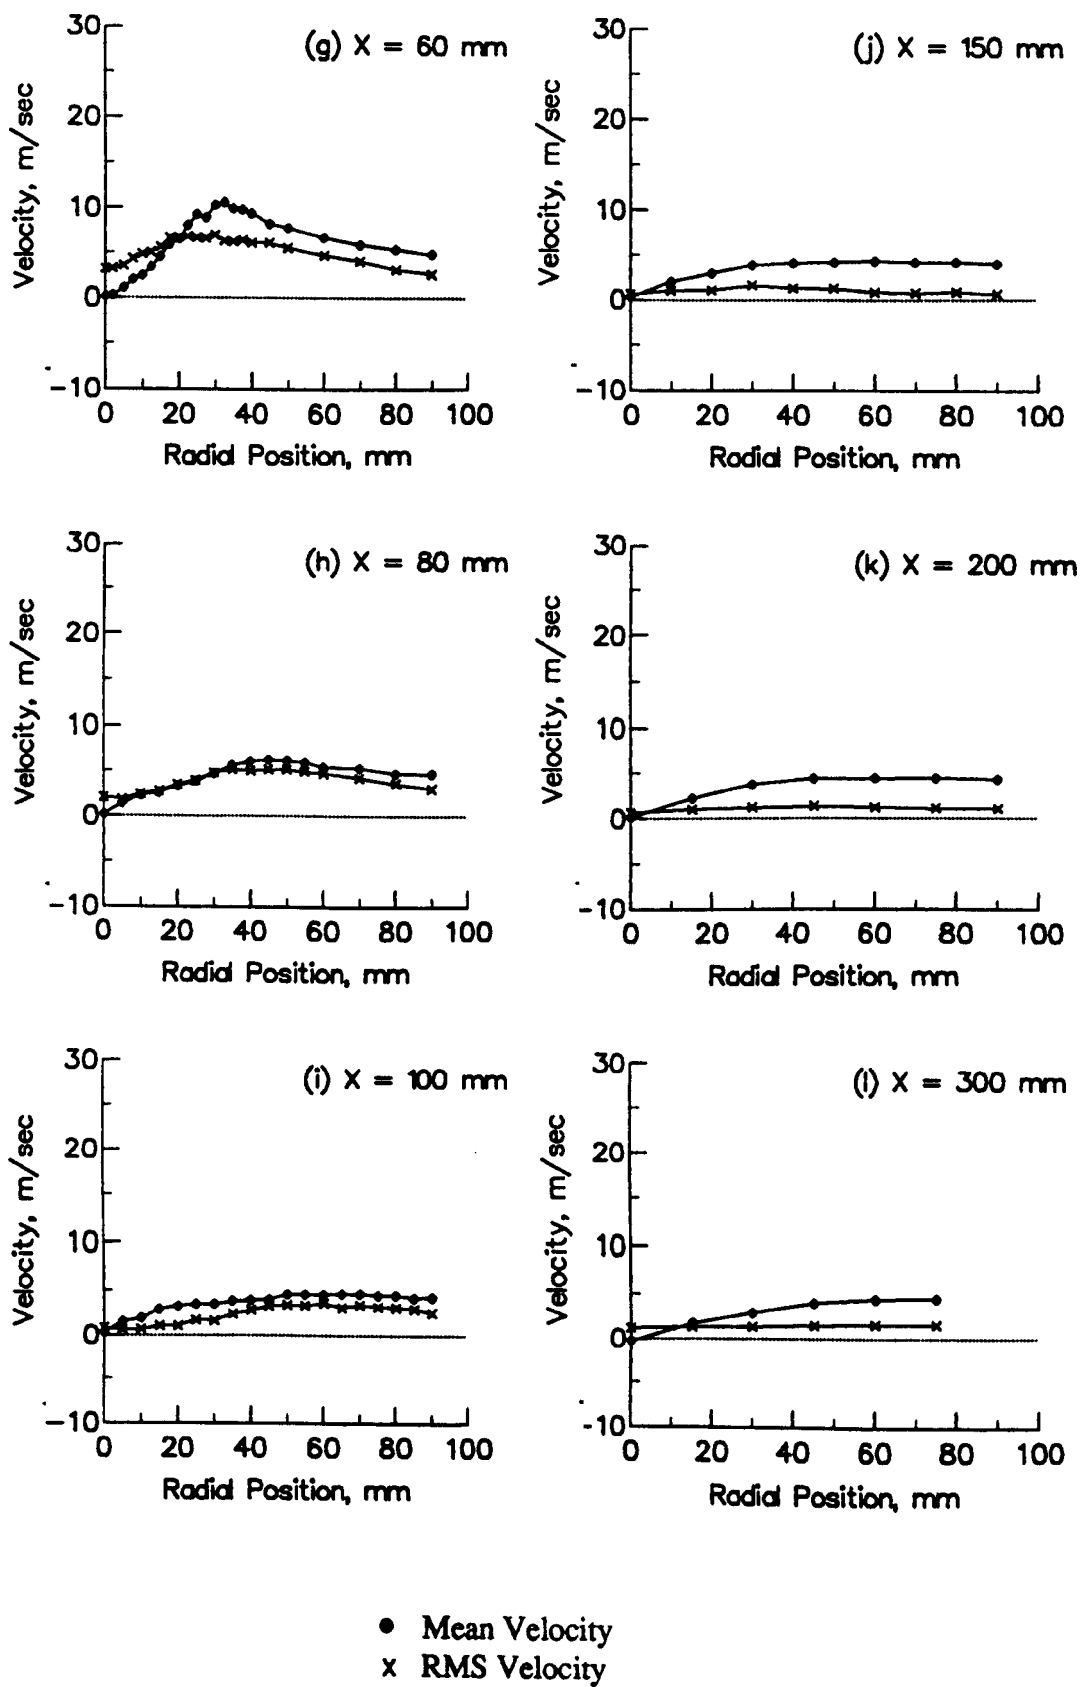 (g) X = 60 mm
Velocity, m/sec
30
20
10
0
-10
0 20 40 60 80 100
Radial Position, mm
(j) X = 150 mm
Velocity, m/sec
30
20
10
0
-10
0 20 40 60 80 100
Radial Position, mm
(h) X = 80 mm
Velocity, m/sec
30
20
10
0
-10
0 20 40 60 80 100
Radial Position, mm
(k) X = 200 mm
Velocity, m/sec
30
20
10
0
-10
0 20 40 60 80 100
Radial Position, mm
(i) X = 100 mm
Velocity, m/sec
30
20
10
0
-10
0 20 40 60 80 100
Radial Position, mm
(l) X = 300 mm
Velocity, m/sec
30
20
10
0
-10
0 20 40 60 80 100
Radial Position, mm
● Mean Velocity
x RMS Velocity